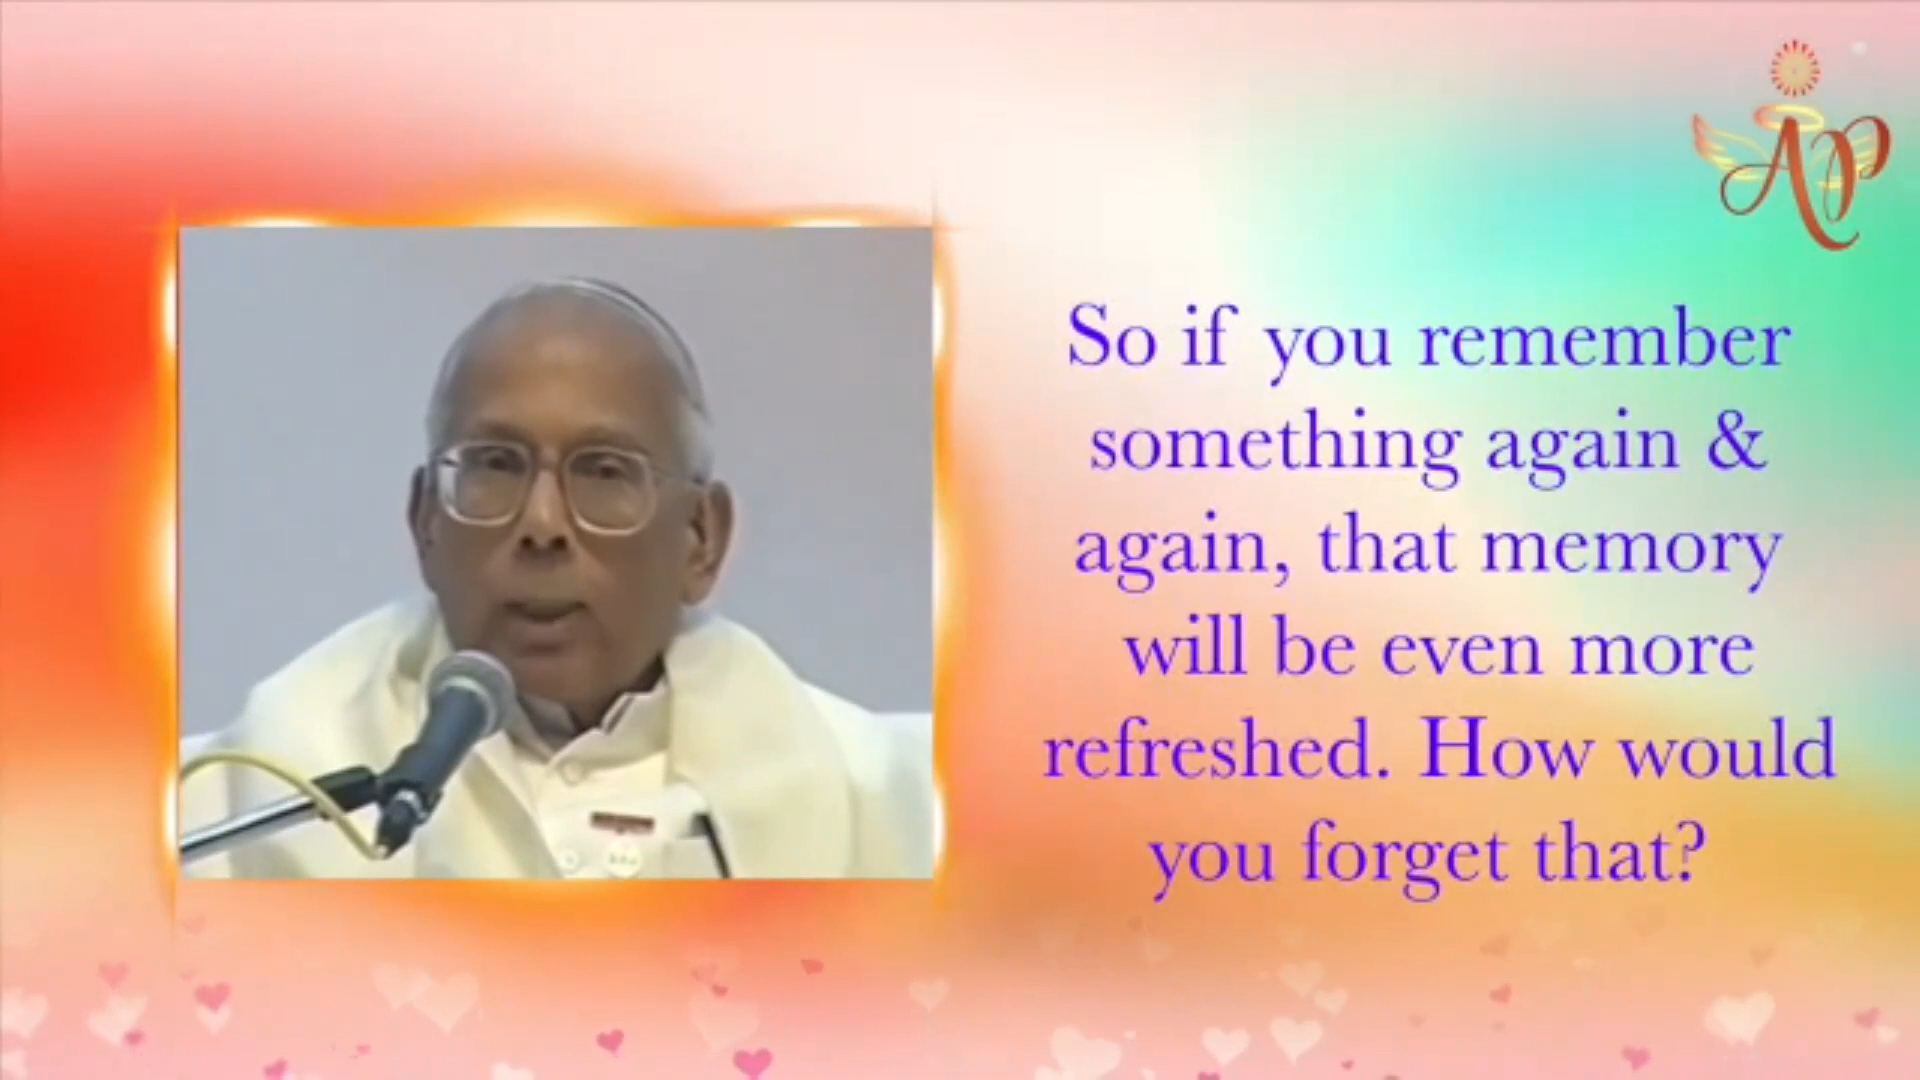 AP
So if you remember
something again &
again, that memory
will be even more
refreshed. How would
you forget that?